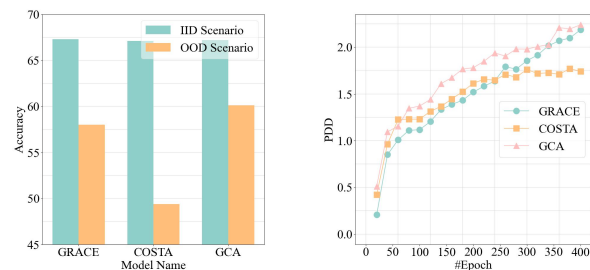 70
65
60
55
50
45
Accuracy
IID Scenario
OOD Scenario
GRACE COSTA GCA
Model Name
2.0
1.5
1.0
0.5
0.0
PDD
GRACE
COSTA
GCA
0 50 100 150 200 250 300 350 400
#Epoch